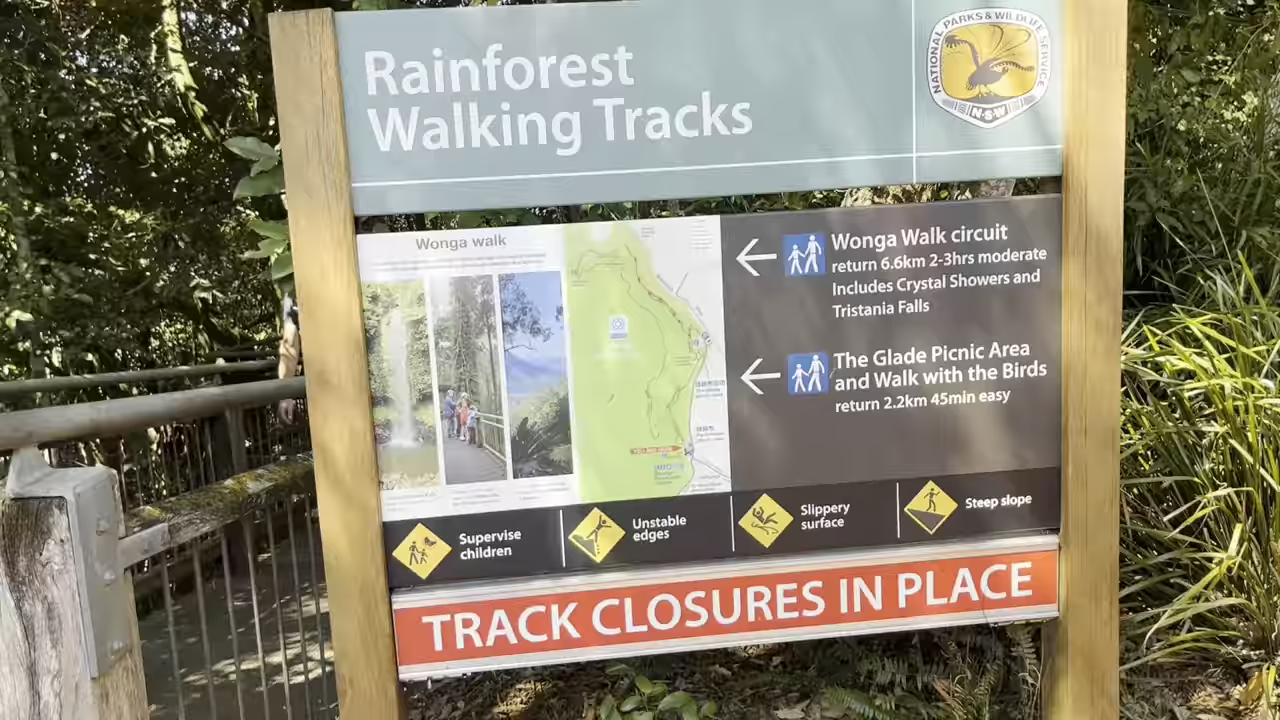 Rainforest
Walking Tracks
NATIONAL PARKS & WILDLIFE SERVICE
N·S·W
Wonga walk
Wonga Walk circuit
return 6.6km 2-3hrs moderate
Includes Crystal Showers and
Tristania Falls
The Glade Picnic Area
and Walk with the Birds
return 2.2km 45min easy
Supervise
children
Unstable
edges
Slippery
surface
Steep slope
TRACK CLOSURES IN PLACE